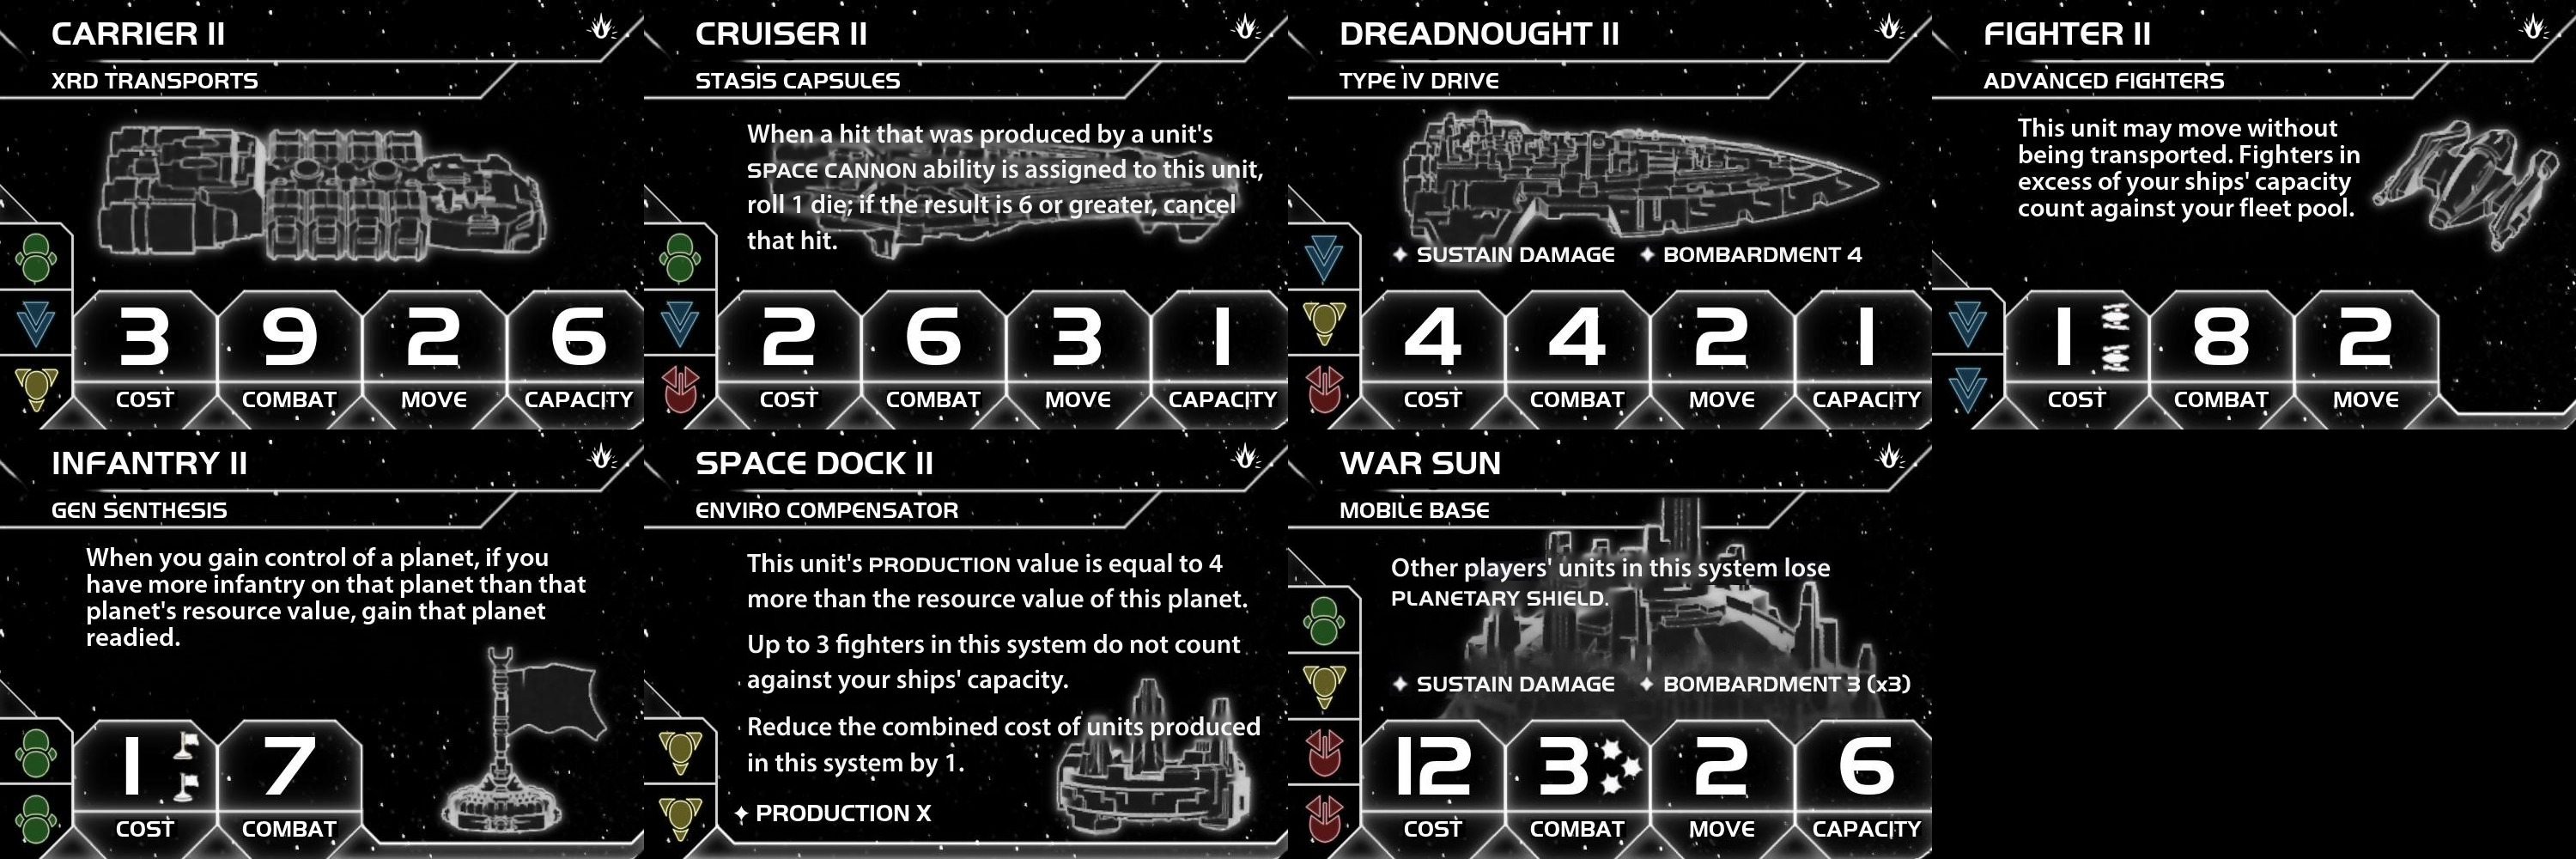 CARRIER II
XRD TRANSPORTS
3 9 2 6
COST COMBAT MOVE CAPACITY
CRUISER II
STASIS CAPSULES
When a hit that was produced by a unit's
SPACE CANNON ability is assigned to this unit,
roll 1 die; if the result is 6 or greater, cancel
that hit.
2 6 3 1
COST COMBAT MOVE CAPACITY
DREADNOUGHT II
TYPE IV DRIVE
SUSTAIN DAMAGE BOMBARDMENT 4
4 4 2 1
COST COMBAT MOVE CAPACITY
FIGHTER II
ADVANCED FIGHTERS
This unit may move without
being transported. Fighters in
excess of your ships' capacity
count against your fleet pool.
1 8 2
COST COMBAT MOVE
INFANTRY II
GEN SENTHESIS
When you gain control of a planet, if you
have more infantry on that planet than that
planet's resource value, gain that planet
readied.
1 7
COST COMBAT
SPACE DOCK II
ENVIRO COMPENSATOR
This unit's PRODUCTION value is equal to 4
more than the resource value of this planet.
Up to 3 fighters in this system do not count
against your ships' capacity.
Reduce the combined cost of units produced
in this system by 1.
PRODUCTION X
WAR SUN
MOBILE BASE
Other players' units in this system lose
PLANETARY SHIELD.
SUSTAIN DAMAGE BOMBARDMENT 3 (x3)
12 3 2 6
COST COMBAT MOVE CAPACITY